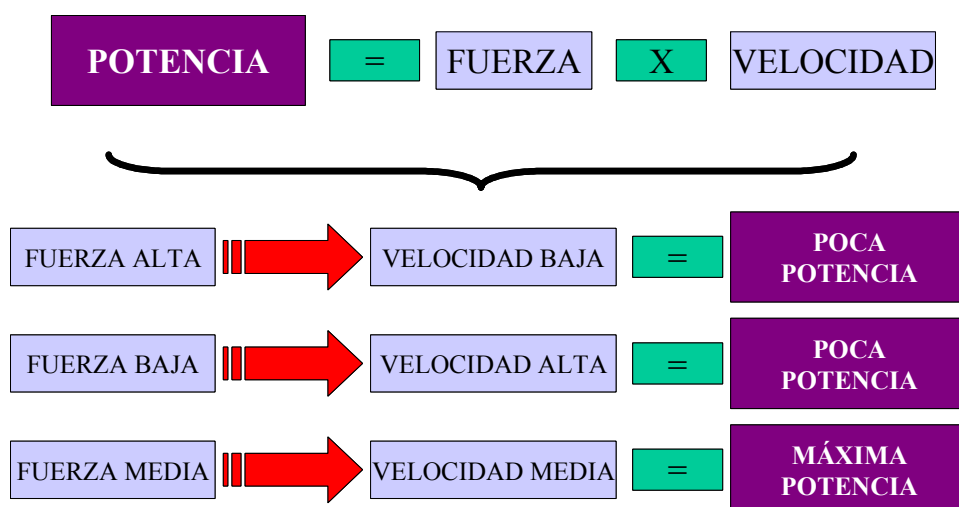 POTENCIA = FUERZA X VELOCIDAD
FUERZA ALTA VELOCIDAD BAJA = POCA POTENCIA
FUERZA BAJA VELOCIDAD ALTA = POCA POTENCIA
FUERZA MEDIA VELOCIDAD MEDIA = MÁXIMA POTENCIA